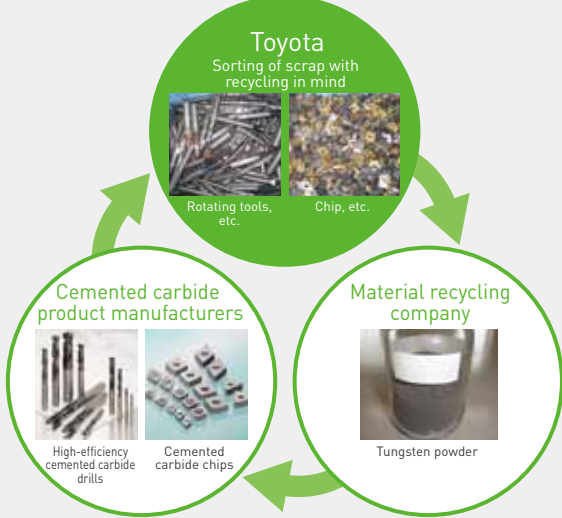 Toyota
Sorting of scrap with
recycling in mind
Rotating tools,
etc.
Chip, etc.
Cemented carbide
product manufacturers
High-efficiency
cemented carbide
drills
Cemented
carbide chips
Material recycling
company
Tungsten powder